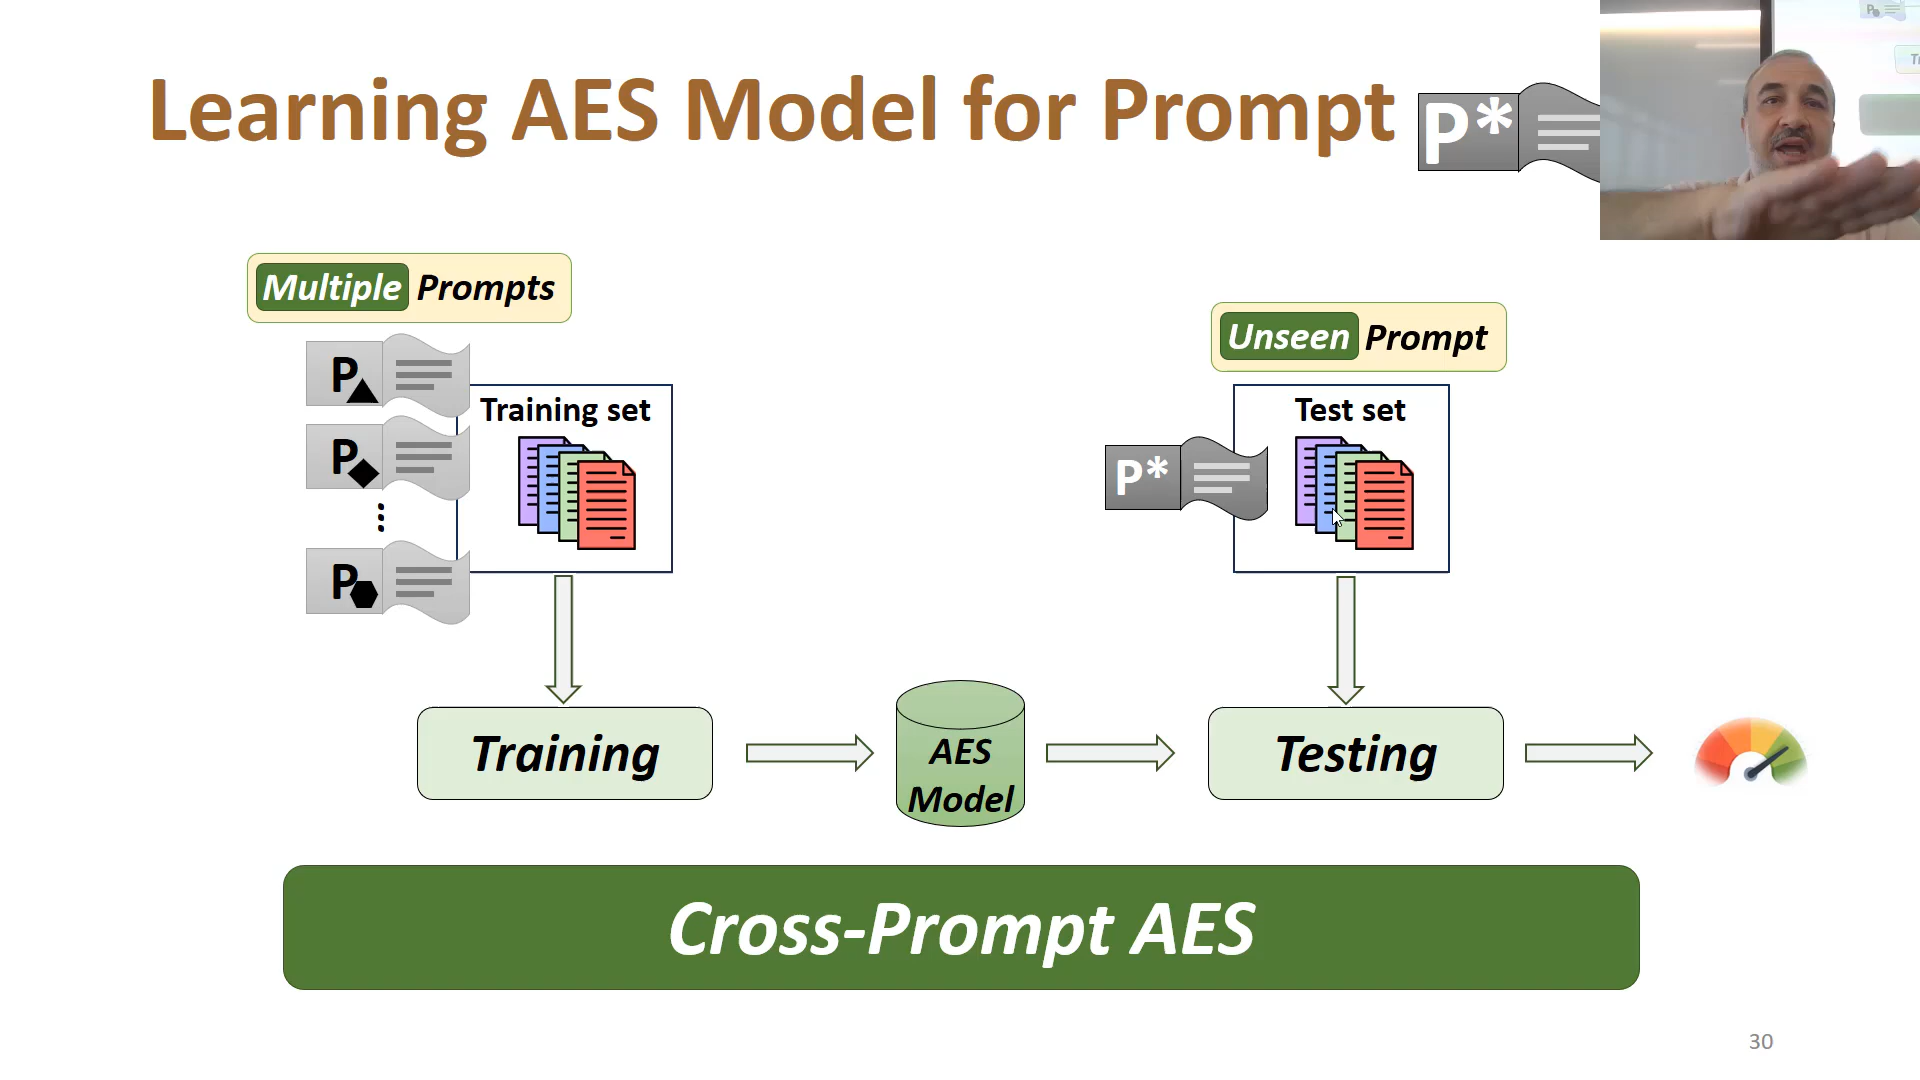 Learning AES Model for Prompt P*
Multiple Prompts
Unseen Prompt
P
Training set
Test set
P
P*
P
Training
AES
Model
Testing
Cross-Prompt AES
30